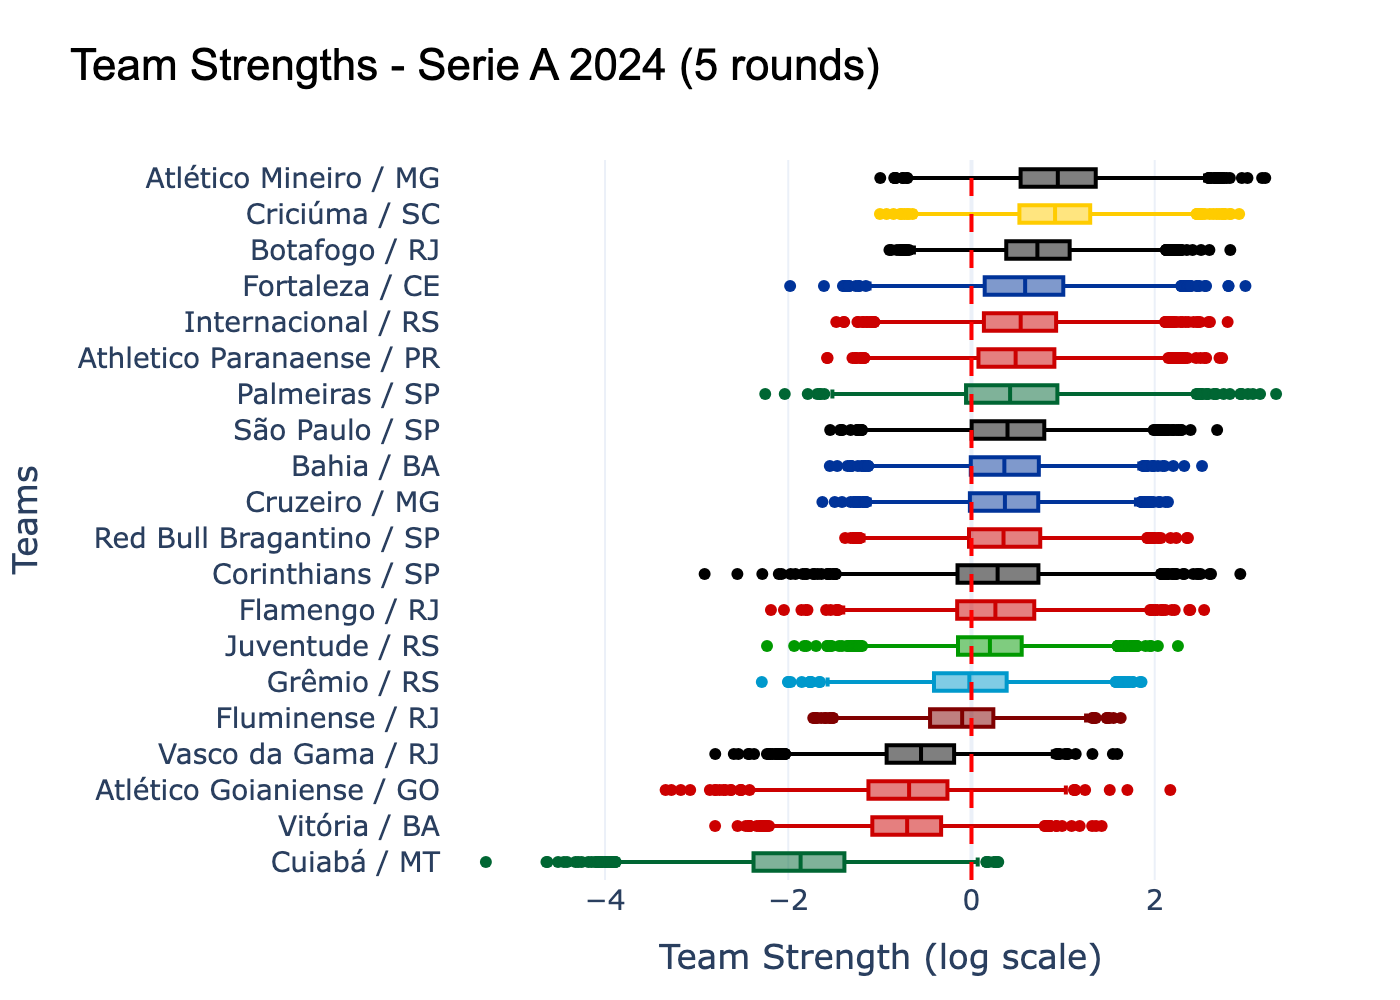 Team Strengths - Serie A 2024 (5 rounds)
Teams
Atlético Mineiro / MG
Criciúma / SC
Botafogo / RJ
Fortaleza / CE
Internacional / RS
Athletico Paranaense / PR
Palmeiras / SP
São Paulo / SP
Bahia / BA
Cruzeiro / MG
Red Bull Bragantino / SP
Corinthians / SP
Flamengo / RJ
Juventude / RS
Grêmio / RS
Fluminense / RJ
Vasco da Gama / RJ
Atlético Goianiense / GO
Vitória / BA
Cuiabá / MT
−4 −2 0 2
Team Strength (log scale)